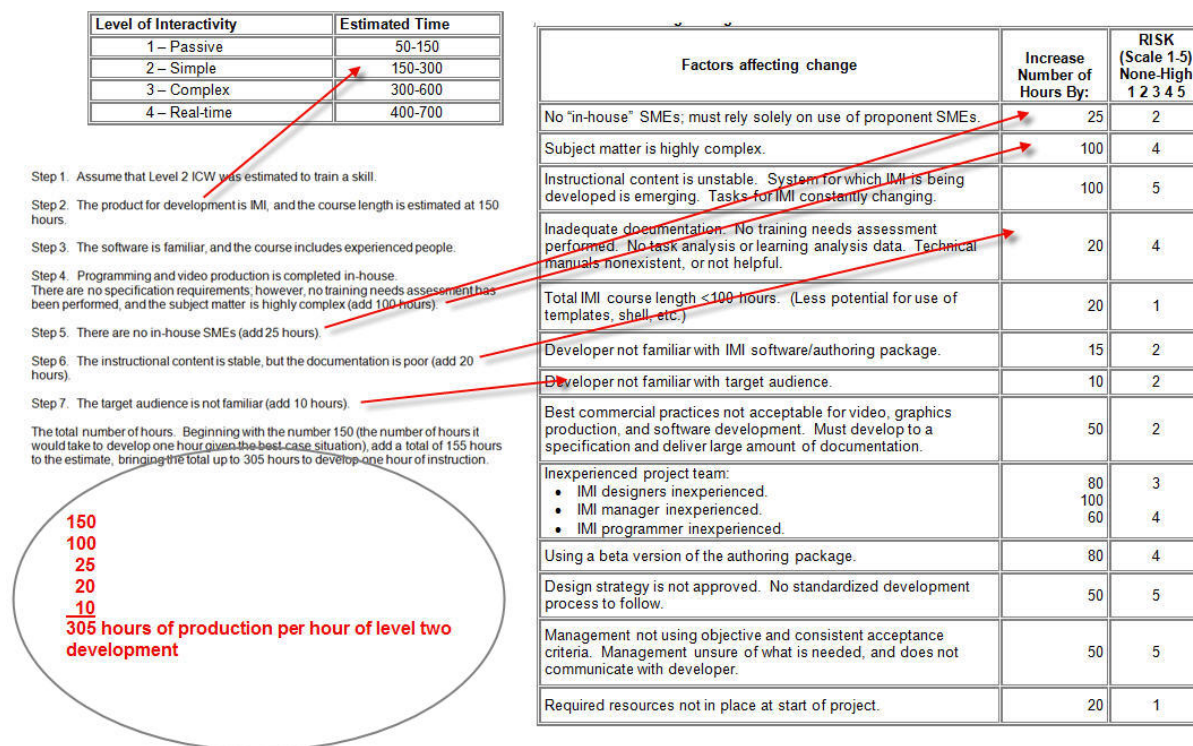 Level of Interactivity Estimated Time
1 – Passive 50-150
2 – Simple 150-300
3 – Complex 300-600
4 – Real-time 400-700
Step 1. Assume that Level 2 ICW was estimated to train a skill.
Step 2. The product for development is IMI, and the course length is estimated at 150
hours.
Step 3. The software is familiar, and the course includes experienced people.
Step 4. Programming and video production is completed in-house.
There are no specification requirements; however, no training needs assessment has
been performed, and the subject matter is highly complex (add 100 hours).
Step 5. There are no in-house SMEs (add 25 hours).
Step 6. The instructional content is stable, but the documentation is poor (add 20
hours).
Step 7. The target audience is not familiar (add 10 hours).
The total number of hours. Beginning with the number 150 (the number of hours it
would take to develop one hour given the best case situation), add a total of 155 hours
to the estimate, bringing the total up to 305 hours to develop one hour of instruction.
150
100
25
20
10
305 hours of production per hour of level two
development
Factors affecting change
Increase
Number of
Hours By:
RISK
(Scale 1-5)
None-High
1 2 3 4 5
No “in-house” SMEs; must rely solely on use of proponent SMEs. 25 2
Subject matter is highly complex. 100 4
Instructional content is unstable. System for which IMI is being
developed is emerging. Tasks for IMI constantly changing. 100 5
Inadequate documentation. No training needs assessment
performed. No task analysis or learning analysis data. Technical
manuals nonexistent, or not helpful. 20 4
Total IMI course length <100 hours. (Less potential for use of
templates, shell, etc.) 20 1
Developer not familiar with IMI software/authoring package. 15 2
Developer not familiar with target audience. 10 2
Best commercial practices not acceptable for video, graphics
production, and software development. Must develop to a
specification and deliver large amount of documentation. 50 2
Inexperienced project team:
• IMI designers inexperienced. 80 3
• IMI manager inexperienced. 100
• IMI programmer inexperienced. 60 4
Using a beta version of the authoring package. 80 4
Design strategy is not approved. No standardized development
process to follow. 50 5
Management not using objective and consistent acceptance
criteria. Management unsure of what is needed, and does not
communicate with developer. 50 5
Required resources not in place at start of project. 20 1